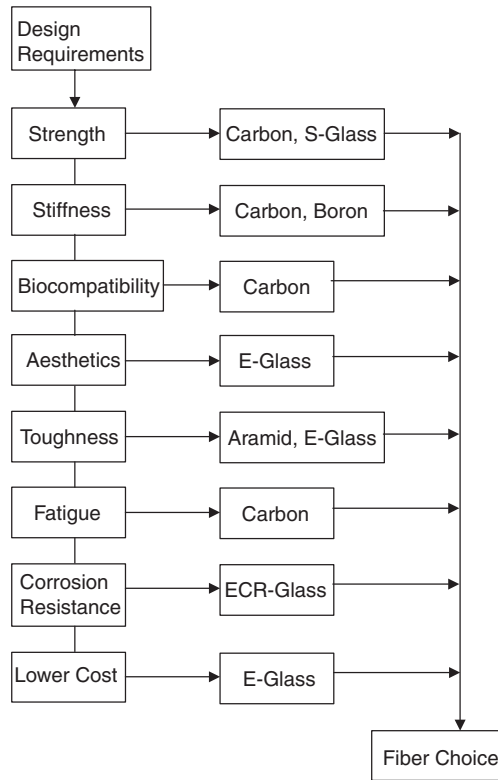 Design
Requirements
Strength
Carbon, S-Glass
Stiffness
Carbon, Boron
Biocompatibility
Carbon
Aesthetics
E-Glass
Toughness
Aramid, E-Glass
Fatigue
Carbon
Corrosion
Resistance
ECR-Glass
Lower Cost
E-Glass
Fiber Choice